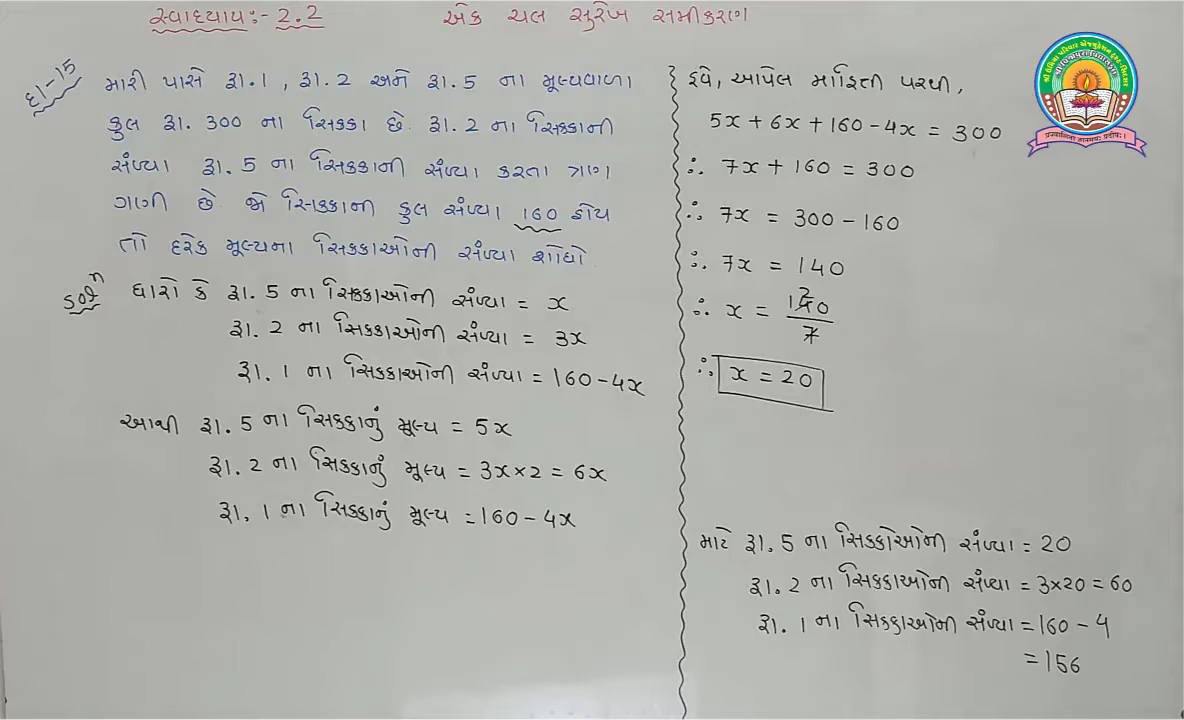 સ્વાધ્યાય:- 2.2 એક ચલ સુરેખ સમીકરણ
દા-15 મારી પાસે રૂા.1 , રૂા.2 અને રૂા.5 ના મૂલ્યવાળા
કુલ રૂા. 300 ના સિક્કા છે. રૂા.2 ના સિક્કાની
સંખ્યા રૂા.5 ના સિક્કાની સંખ્યા કરતા ત્રણ
ગણી છે જો સિક્કાની કુલ સંખ્યા 160 હોય
તો દરેક મૂલ્યના સિક્કાઓની સંખ્યા શોધો.
Solⁿ ધારો કે રૂા.5 ના સિક્કાઓની સંખ્યા = x
રૂા.2 ના સિક્કાઓની સંખ્યા = 3x
રૂા.1 ના સિક્કાઓની સંખ્યા = 160-4x
આથી રૂા.5 ના સિક્કાનું મૂલ્ય = 5x
રૂા.2 ના સિક્કાનું મૂલ્ય = 3x×2 = 6x
રૂા.1 ના સિક્કાનું મૂલ્ય = 160-4x
હવે, આપેલ માહિતી પરથી,
5x+6x+160-4x = 300
∴ 7x+160 = 300
∴ 7x = 300-160
∴ 7x = 140
∴ x = 140/7
2
∴ x = 20
માટે રૂા.5 ના સિક્કોઓની સંખ્યા = 20
રૂા.2 ના સિક્કાઓની સંખ્યા = 3×20 = 60
રૂા.1 ના સિક્કાઓની સંખ્યા = 160-4
= 156